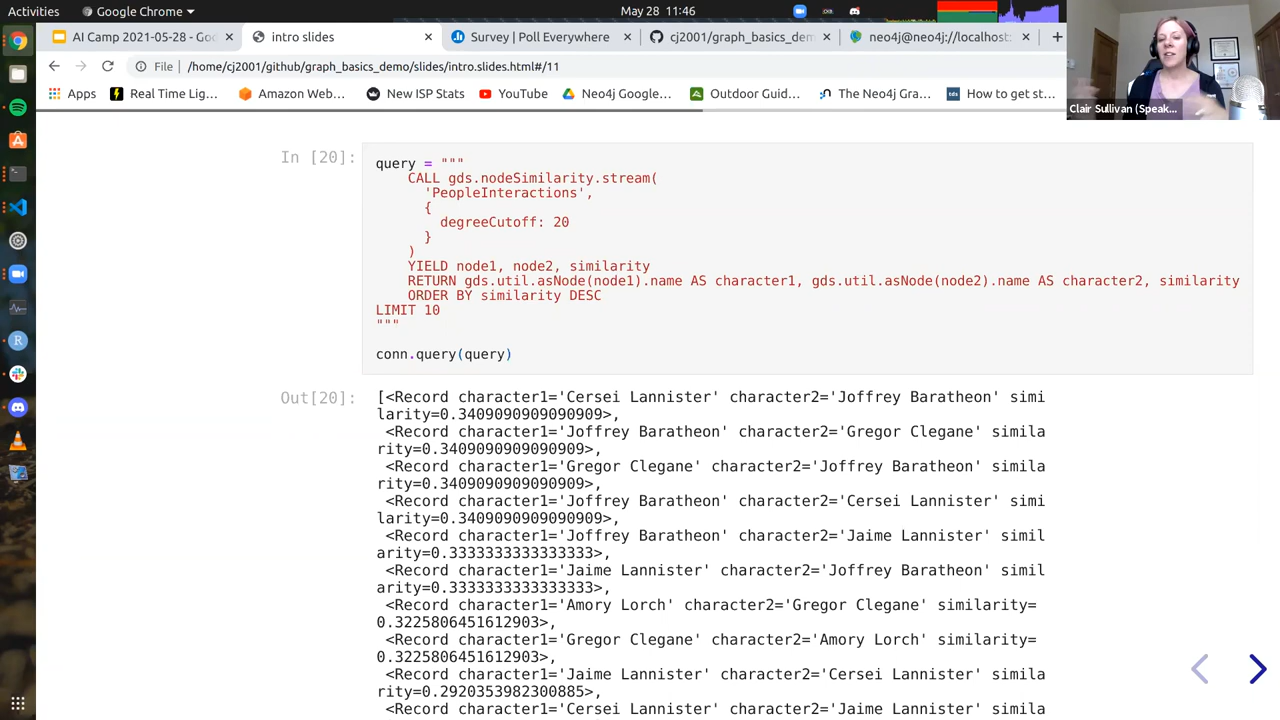 Activities
Google Chrome
May 28 11:46
AI Camp 2021-05-28 - Goo
intro slides
Survey | Poll Everywhere
cj2001/graph_basics_dem
neo4j@neo4j://localhost:
File
/home/cj2001/github/graph_basics_demo/slides/intro.slides.html#/11
Apps
Real Time Lig...
Amazon Web...
New ISP Stats
YouTube
Neo4j Google...
Outdoor Guid...
The Neo4j Gra...
How to get st...
Clair Sullivan (Speak...
In [20]:
query = """
CALL gds.nodeSimilarity.stream(
'PeopleInteractions',
{
degreeCutoff: 20
}
)
YIELD node1, node2, similarity
RETURN gds.util.asNode(node1).name AS character1, gds.util.asNode(node2).name AS character2, similarity
ORDER BY similarity DESC
LIMIT 10
"""
conn.query(query)
Out[20]:
[<Record character1='Cersei Lannister' character2='Joffrey Baratheon' simi
larity=0.3409090909090909>,
<Record character1='Joffrey Baratheon' character2='Gregor Clegane' simila
rity=0.3409090909090909>,
<Record character1='Gregor Clegane' character2='Joffrey Baratheon' simila
rity=0.3409090909090909>,
<Record character1='Joffrey Baratheon' character2='Cersei Lannister' simi
larity=0.3409090909090909>,
<Record character1='Joffrey Baratheon' character2='Jaime Lannister' simil
arity=0.3333333333333333>,
<Record character1='Jaime Lannister' character2='Joffrey Baratheon' simil
arity=0.3333333333333333>,
<Record character1='Amory Lorch' character2='Gregor Clegane' similarity=
0.3225806451612903>,
<Record character1='Gregor Clegane' character2='Amory Lorch' similarity=
0.3225806451612903>,
<Record character1='Jaime Lannister' character2='Cersei Lannister' simila
rity=0.2920353982300885>,
<Record character1='Cersei Lannister' character2='Jaime Lannister' simila